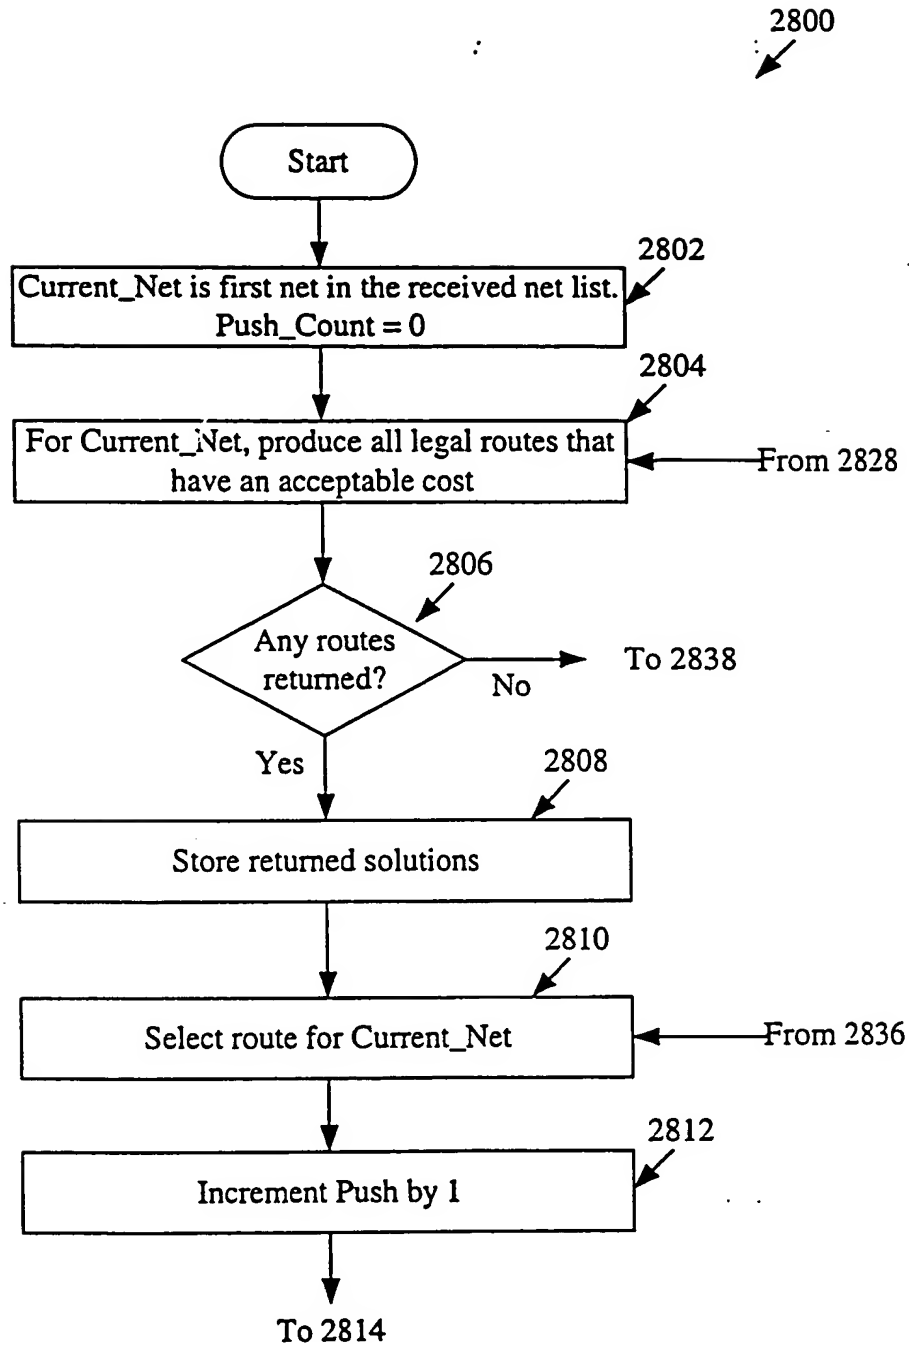 2800
Start
2802
Current_Net is first net in the received net list.
Push_Count = 0
2804
For Current_Net, produce all legal routes that
have an acceptable cost
From 2828
2806
Any routes
returned?
No
To 2838
Yes
2808
Store returned solutions
2810
Select route for Current_Net
From 2836
2812
Increment Push by 1
To 2814